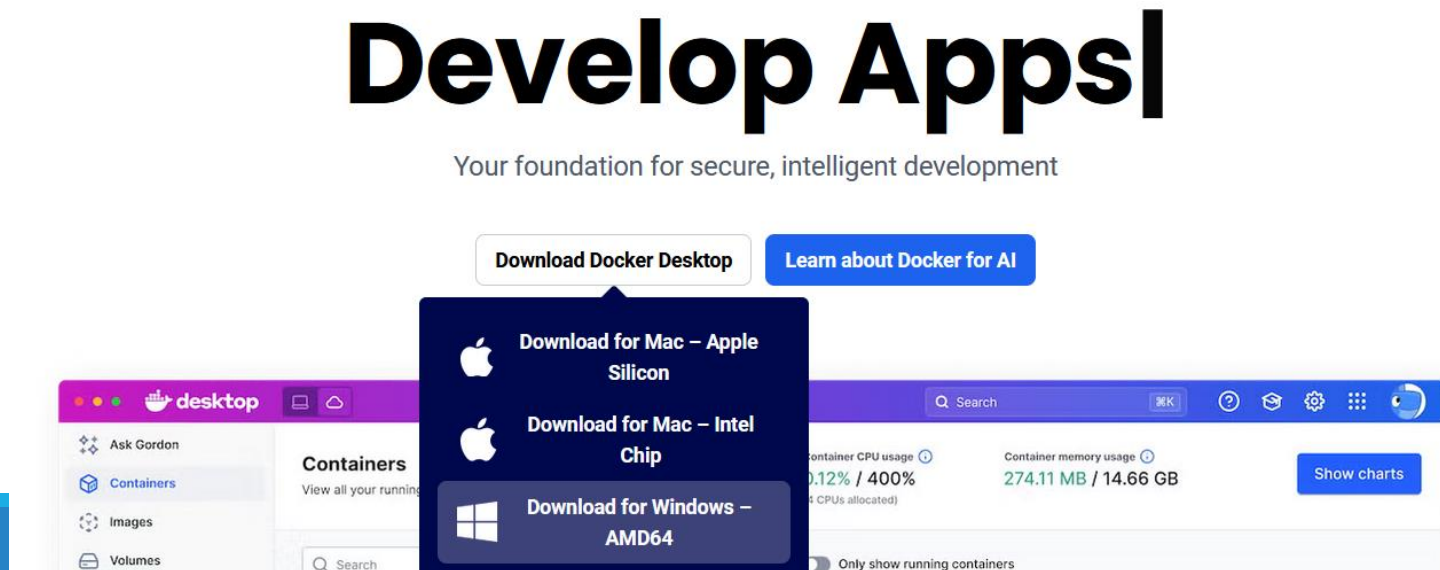 Develop Apps
Your foundation for secure, intelligent development
Download Docker Desktop
Learn about Docker for AI
Download for Mac – Apple
Silicon
Download for Mac – Intel
Chip
Download for Windows –
AMD64
desktop
Search
⌘K
Ask Gordon
Containers
Images
Volumes
Containers
View all your running
Search
Container CPU usage
0.12% / 400%
(4 CPUs allocated)
Container memory usage
274.11 MB / 14.66 GB
Show charts
Only show running containers